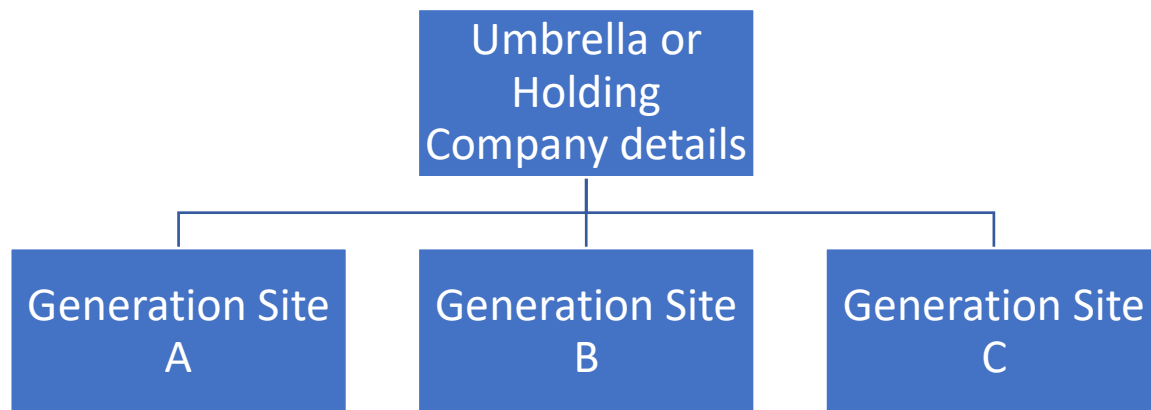 Umbrella or
Holding
Company details
Generation Site
A
Generation Site
B
Generation Site
C